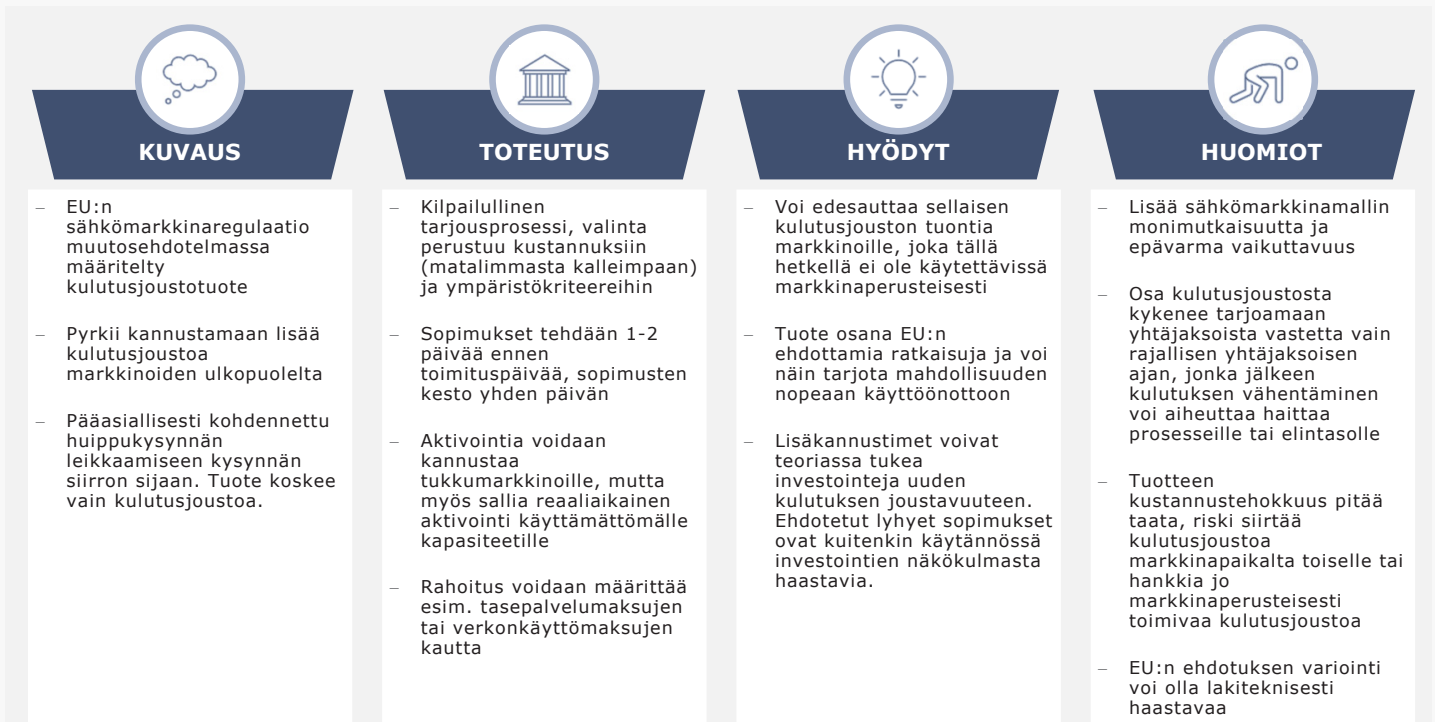 KUVAUS
– EU:n
sähkömarkkinaregulaatio
muutosehdotelmassa
määritelty
kulutusjoustotuote
– Pyrkii kannustamaan lisää
kulutusjoustoa
markkinoiden ulkopuolelta
– Pääasiallisesti kohdennettu
huippukysynnän
leikkaamiseen kysynnän
siirron sijaan. Tuote koskee
vain kulutusjoustoa.
TOTEUTUS
– Kilpailullinen
tarjousprosessi, valinta
perustuu kustannuksiin
(matalimmasta kalleimpaan)
ja ympäristökriteereihin
– Sopimukset tehdään 1-2
päivää ennen
toimituspäivää, sopimusten
kesto yhden päivän
– Aktivointia voidaan
kannustaa
tukkumarkkinoille, mutta
myös sallia reaaliaikainen
aktivointi käyttämättömälle
kapasiteetille
– Rahoitus voidaan määrittää
esim. tasepalvelumaksujen
tai verkonkäyttömaksujen
kautta
HYÖDYT
– Voi edesauttaa sellaisen
kulutusjouston tuontia
markkinoille, joka tällä
hetkellä ei ole käytettävissä
markkinaperusteisesti
– Tuote osana EU:n
ehdottamia ratkaisuja ja voi
näin tarjota mahdollisuuden
nopeaan käyttöönottoon
– Lisäkannustimet voivat
teoriassa tukea
investointeja uuden
kulutuksen joustavuuteen.
Ehdotetut lyhyet sopimukset
ovat kuitenkin käytännössä
investointien näkökulmasta
haastavia.
HUOMIOT
– Lisää sähkömarkkinamallin
monimutkaisuutta ja
epävarma vaikuttavuus
– Osa kulutusjoustosta
kykenee tarjoamaan
yhtäjaksoista vastetta vain
rajallisen yhtäjaksoisen
ajan, jonka jälkeen
kulutuksen vähentäminen
voi aiheuttaa haittaa
prosesseille tai elintasolle
– Tuotteen
kustannustehokkuus pitää
taata, riski siirtää
kulutusjoustoa
markkinapaikalta toiselle tai
hankkia jo
markkinaperusteisesti
toimivaa kulutusjoustoa
– EU:n ehdotuksen variointi
voi olla lakiteknisesti
haastavaa